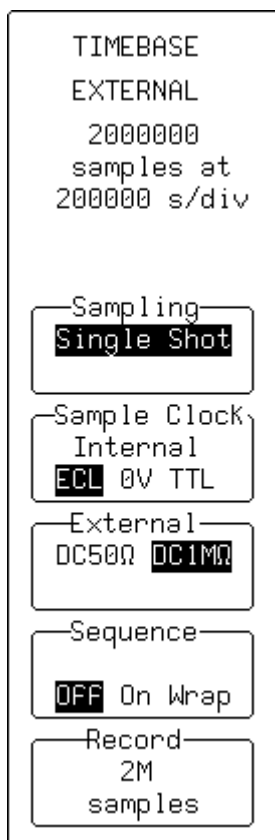 TIMEBASE
EXTERNAL
2000000
samples at
200000 s/div
Sampling
Single Shot
Sample Clock
Internal
ECL 0V TTL
External
DC50Ω DC1MΩ
Sequence
OFF On Wrap
Record
2M
samples